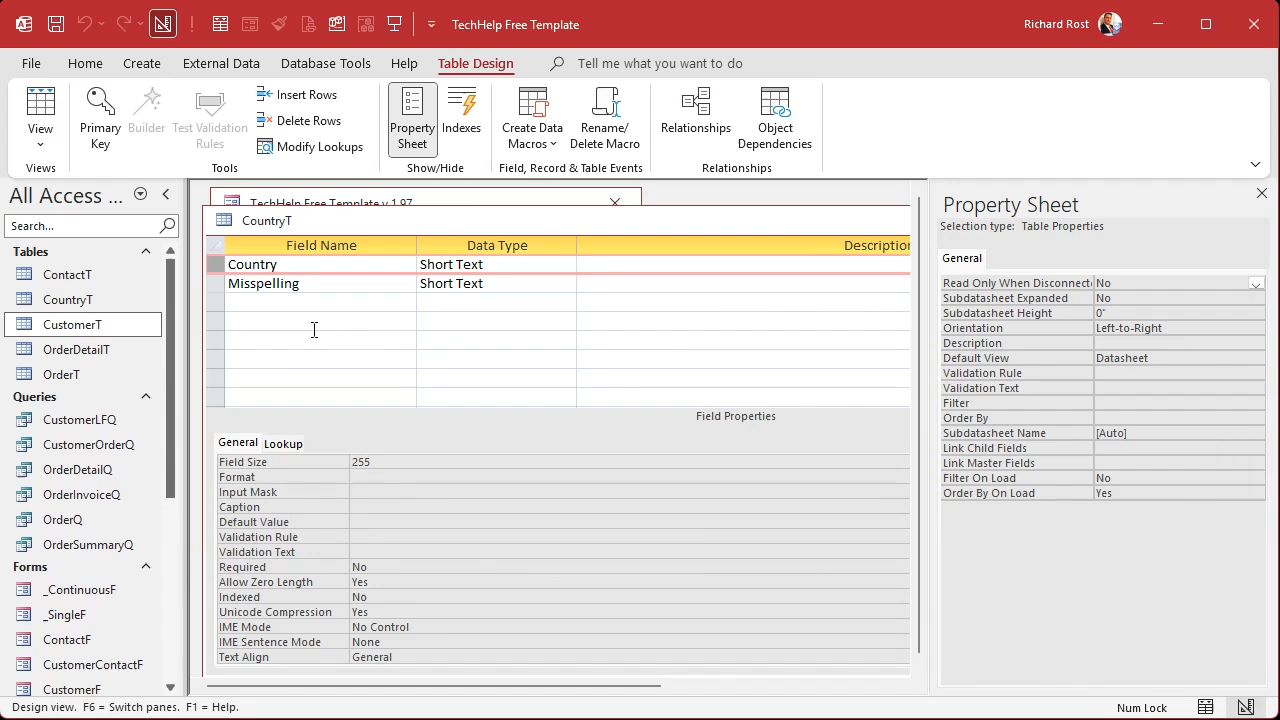 TechHelp Free Template
Richard Rost
File
Home
Create
External Data
Database Tools
Help
Table Design
Tell me what you want to do
View
Primary Key
Builder
Test Validation Rules
Insert Rows
Delete Rows
Modify Lookups
Property Sheet
Indexes
Create Data Macros
Rename/ Delete Macro
Relationships
Object Dependencies
Views
Tools
Show/Hide
Field, Record & Table Events
Relationships
All Access ...
Search...
Tables
ContactT
CountryT
CustomerT
OrderDetailT
OrderT
Queries
CustomerLFQ
CustomerOrderQ
OrderDetailQ
OrderInvoiceQ
OrderQ
OrderSummaryQ
Forms
_ContinuousF
_SingleF
ContactF
CustomerContactF
CustomerF
TechHelp Free Template v 1.97
CountryT
Field Name Data Type Description
Country Short Text
Misspelling Short Text
Field Properties
General Lookup
Field Size 255
Format
Input Mask
Caption
Default Value
Validation Rule
Validation Text
Required No
Allow Zero Length Yes
Indexed No
Unicode Compression Yes
IME Mode No Control
IME Sentence Mode None
Text Align General
Property Sheet
Selection type: Table Properties
General
Read Only When Disconnect No
Subdatasheet Expanded No
Subdatasheet Height 0"
Orientation Left-to-Right
Description
Default View Datasheet
Validation Rule
Validation Text
Filter
Order By
Subdatasheet Name [Auto]
Link Child Fields
Link Master Fields
Filter On Load No
Order By On Load Yes
Design view. F6 = Switch panes. F1 = Help.
Num Lock